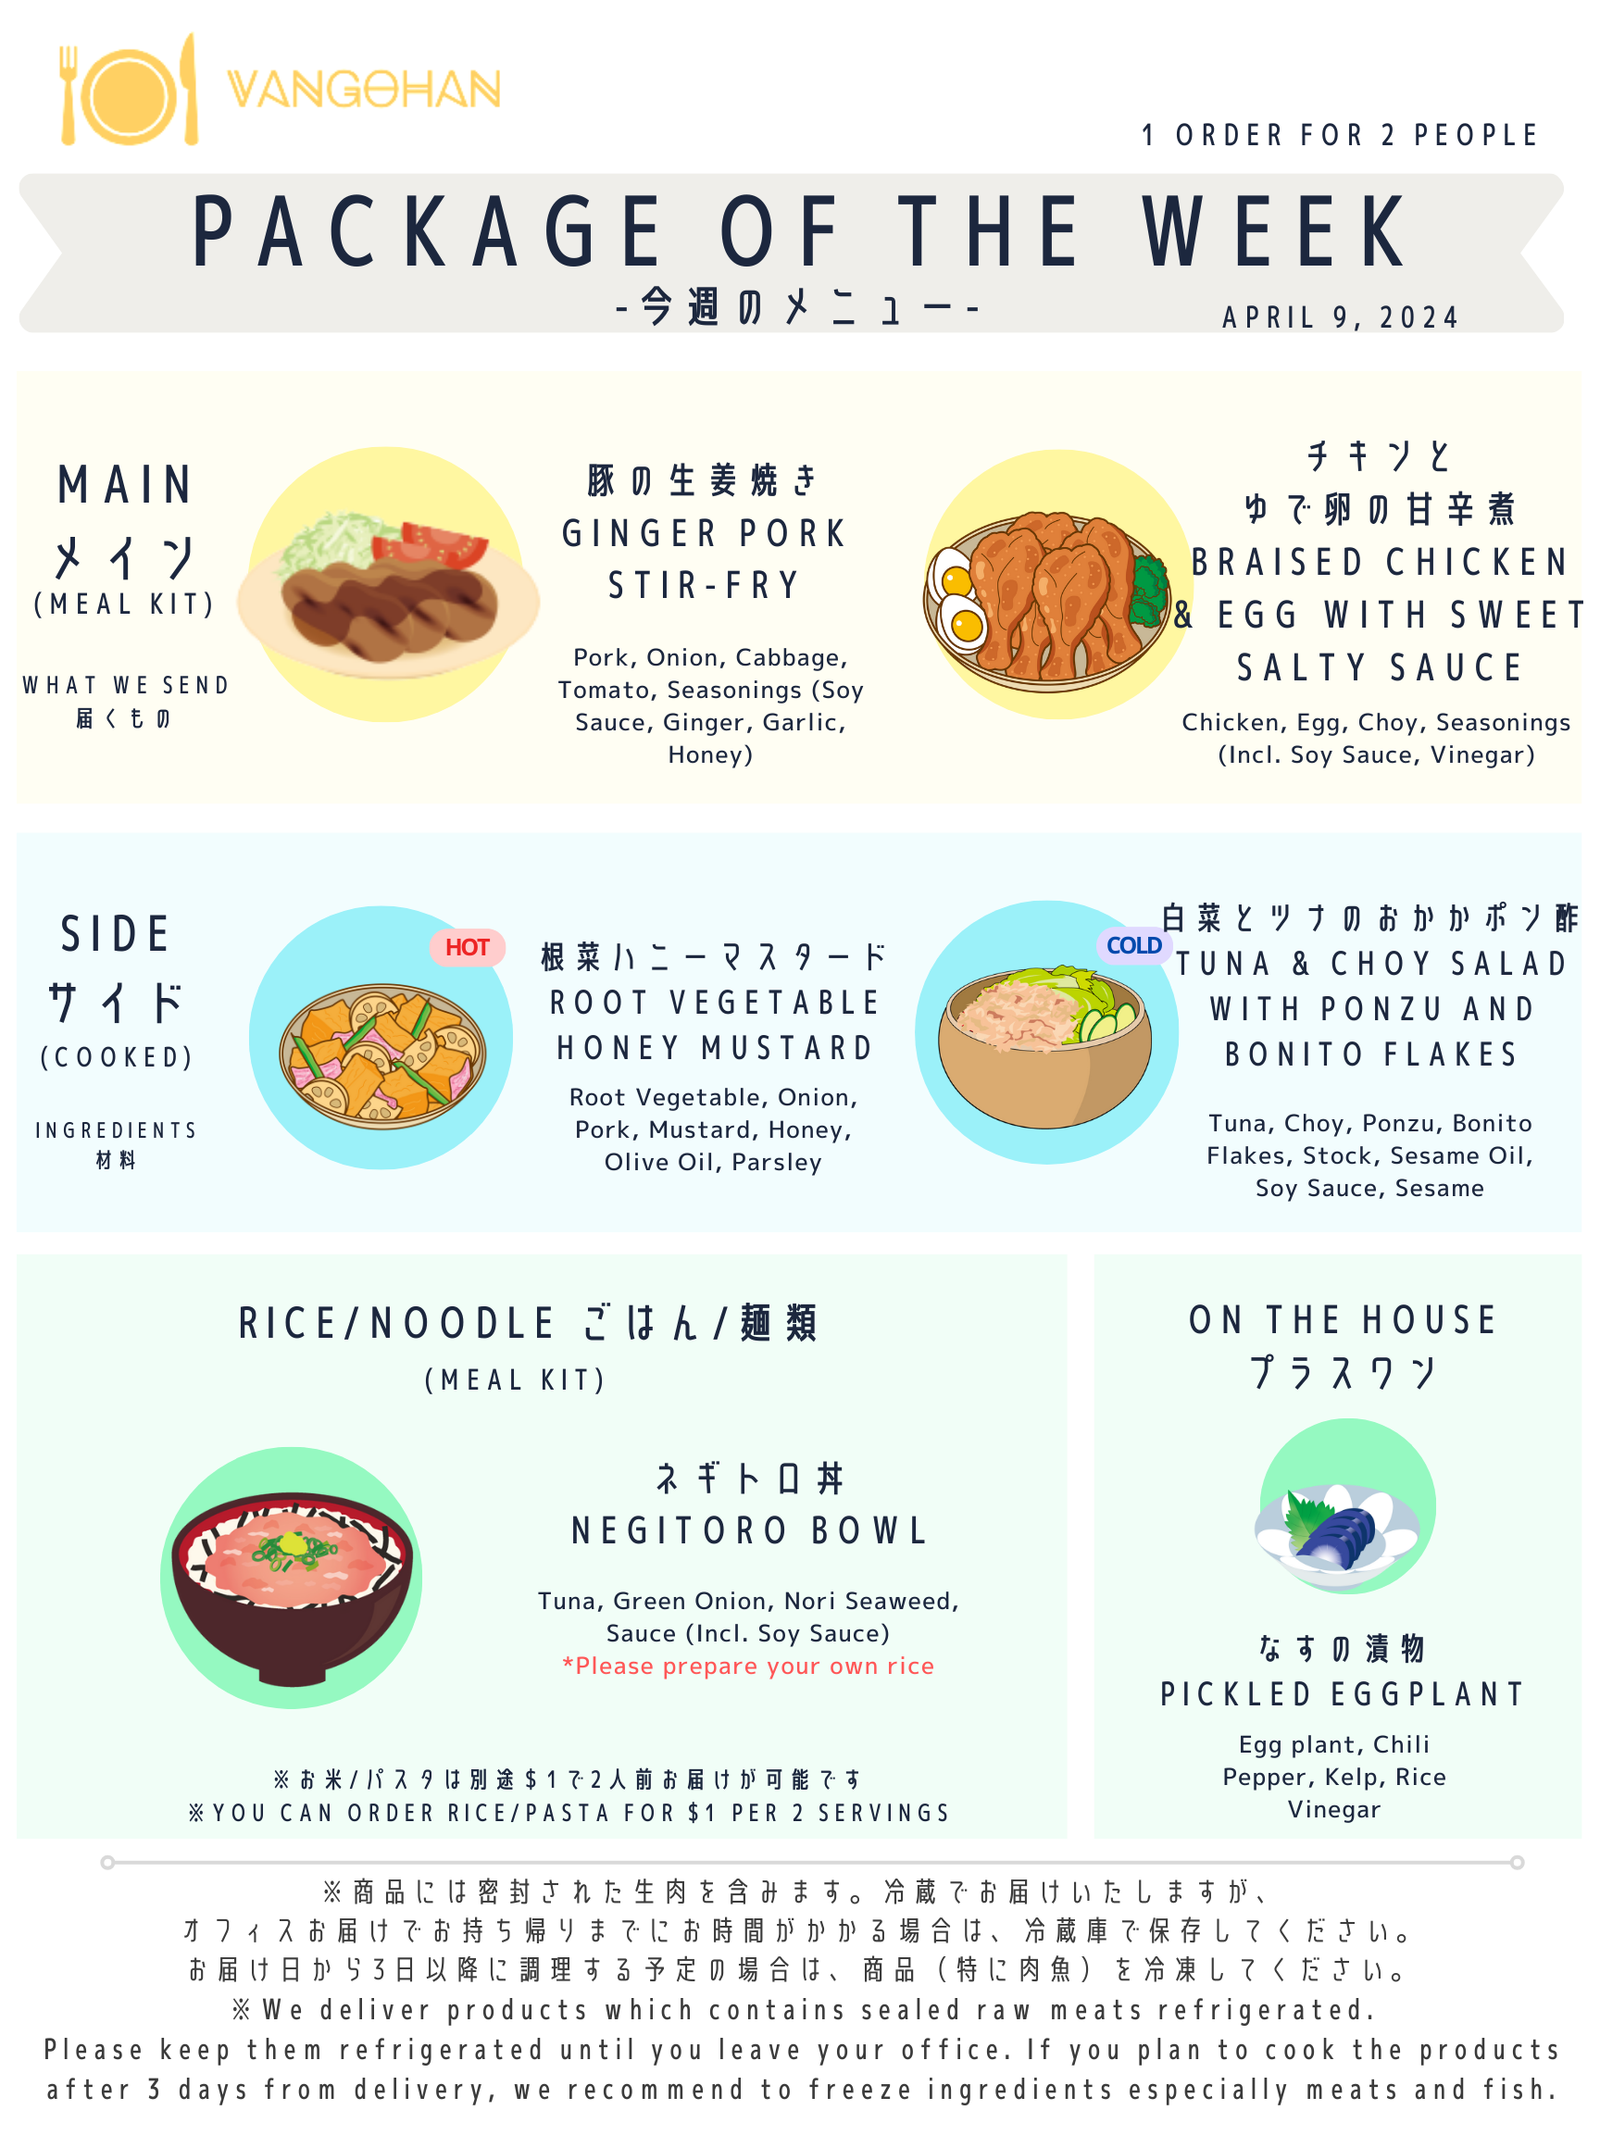 VANGOHAN
1 ORDER FOR 2 PEOPLE
PACKAGE OF THE WEEK
-今週のメニュー-
APRIL 9, 2024
MAIN
メイン
(MEAL KIT)
WHAT WE SEND
届くもの
豚の生姜焼き
GINGER PORK
STIR-FRY
Pork, Onion, Cabbage,
Tomato, Seasonings (Soy
Sauce, Ginger, Garlic,
Honey)
チキンと
ゆで卵の甘辛煮
BRAISED CHICKEN
& EGG WITH SWEET
SALTY SAUCE
Chicken, Egg, Choy, Seasonings
(Incl. Soy Sauce, Vinegar)
SIDE
サイド
(COOKED)
INGREDIENTS
材料
HOT
根菜ハニーマスタード
ROOT VEGETABLE
HONEY MUSTARD
Root Vegetable, Onion,
Pork, Mustard, Honey,
Olive Oil, Parsley
COLD
白菜とツナのおかかポン酢
TUNA & CHOY SALAD
WITH PONZU AND
BONITO FLAKES
Tuna, Choy, Ponzu, Bonito
Flakes, Stock, Sesame Oil,
Soy Sauce, Sesame
RICE/NOODLE ごはん/麺類
(MEAL KIT)
ネギトロ丼
NEGITORO BOWL
Tuna, Green Onion, Nori Seaweed,
Sauce (Incl. Soy Sauce)
*Please prepare your own rice
※お米/パスタは別途$1で2人前お届けが可能です
※YOU CAN ORDER RICE/PASTA FOR $1 PER 2 SERVINGS
ON THE HOUSE
プラスワン
なすの漬物
PICKLED EGGPLANT
Egg plant, Chili
Pepper, Kelp, Rice
Vinegar
※商品には密封された生肉を含みます。冷蔵でお届けいたしますが、
オフィスお届けでお持ち帰りまでにお時間がかかる場合は、冷蔵庫で保存してください。
お届け日から3日以降に調理する予定の場合は、商品（特に肉魚）を冷凍してください。
※We deliver products which contains sealed raw meats refrigerated.
Please keep them refrigerated until you leave your office. If you plan to cook the products
after 3 days from delivery, we recommend to freeze ingredients especially meats and fish.